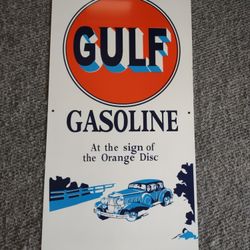 GULF
GASOLINE
At the sign of
the Orange Disc